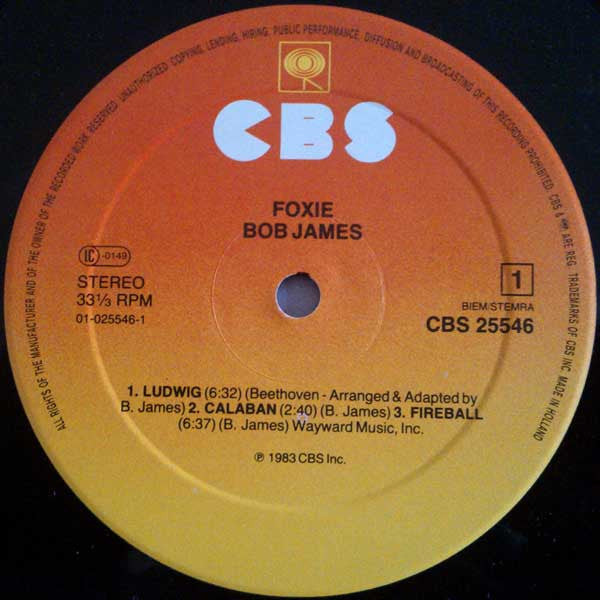 CBS
FOXIE
BOB JAMES
IC -0149
STEREO
33⅓ RPM
01-025546-1
1
BIEM/STEMRA
CBS 25546
1. LUDWIG (6:32) (Beethoven - Arranged & Adapted by
B. James) 2. CALABAN (2:40) (B. James) 3. FIREBALL
(6:37) (B. James) Wayward Music, Inc.
℗ 1983 CBS Inc.
ALL RIGHTS OF THE MANUFACTURER AND OF THE OWNER OF THE RECORDED WORK RESERVED. UNAUTHORIZED COPYING, LENDING, HIRING, PUBLIC PERFORMANCE, DIFFUSION AND BROADCASTING OF THIS RECORDING PROHIBITED. CBS & ARE REG. TRADEMARKS OF CBS INC. MADE IN HOLLAND